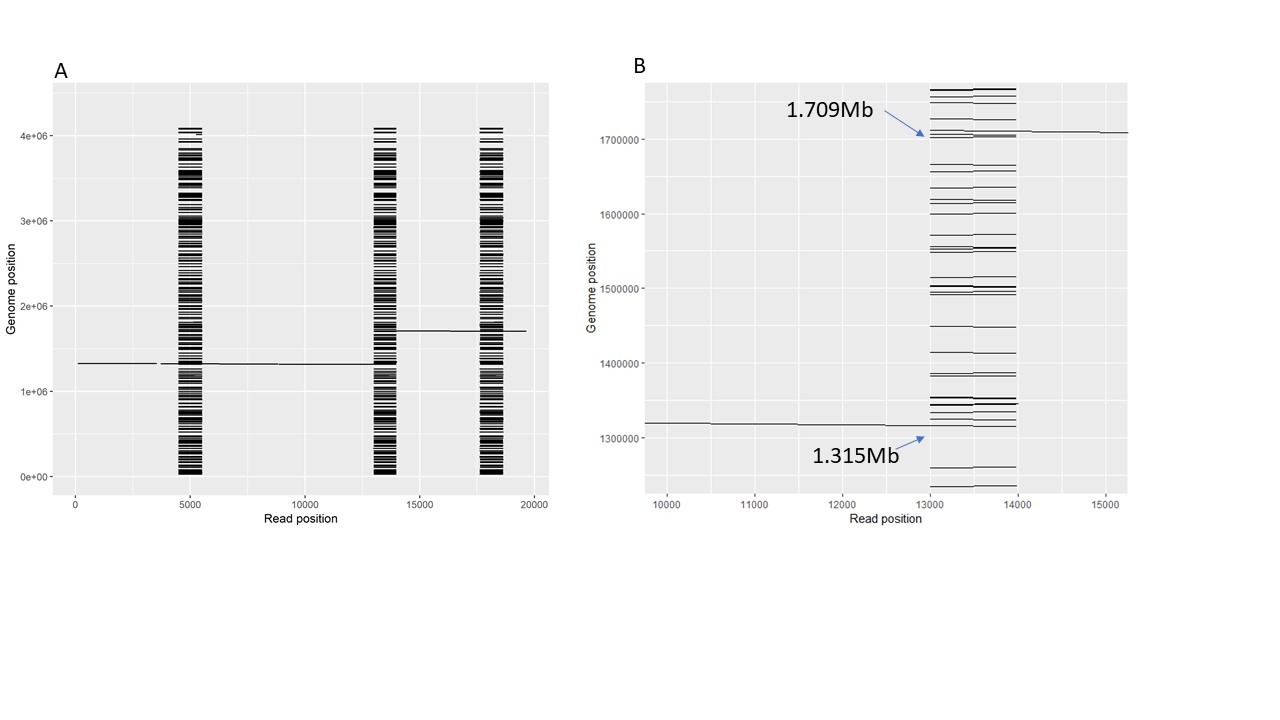 A
Genome position
4e+06
3e+06
2e+06
1e+06
0e+00
0 5000 10000 15000 20000
Read position
B
1.709Mb
Genome position
1700000
1600000
1500000
1400000
1300000
1.315Mb
10000 11000 12000 13000 14000 15000
Read position